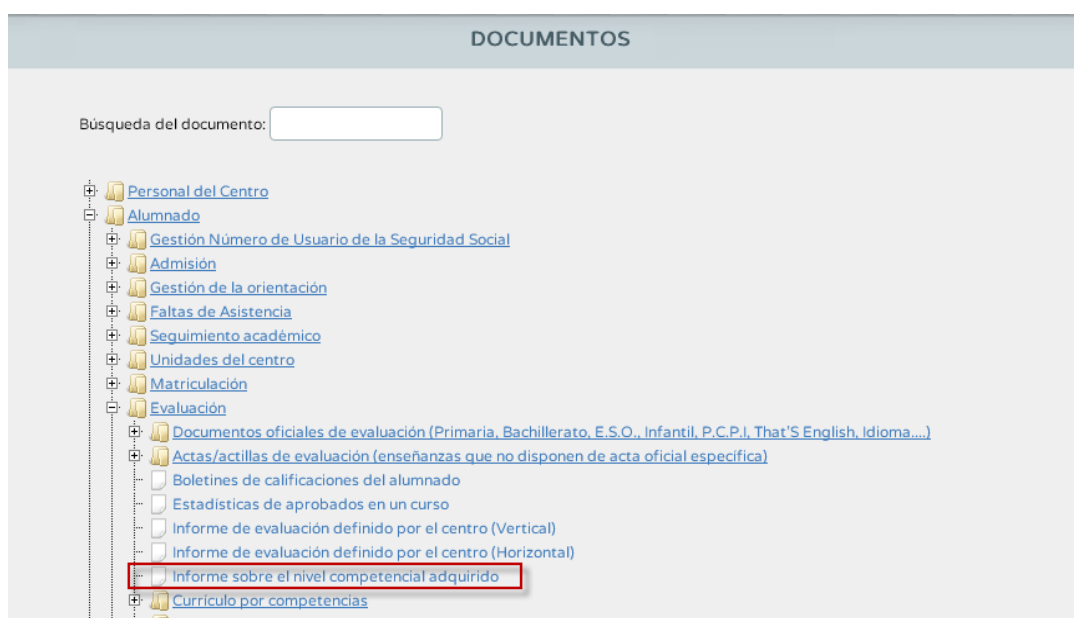 DOCUMENTOS
Búsqueda del documento:
Personal del Centro
Alumnado
Gestión Número de Usuario de la Seguridad Social
Admisión
Gestión de la orientación
Faltas de Asistencia
Seguimiento académico
Unidades del centro
Matriculación
Evaluación
Documentos oficiales de evaluación (Primaria, Bachillerato, E.S.O., Infantil, P.C.P.I, That'S English, Idioma....)
Actas/actillas de evaluación (enseñanzas que no disponen de acta oficial específica)
Boletines de calificaciones del alumnado
Estadísticas de aprobados en un curso
Informe de evaluación definido por el centro (Vertical)
Informe de evaluación definido por el centro (Horizontal)
Informe sobre el nivel competencial adquirido
Currículo por competencias